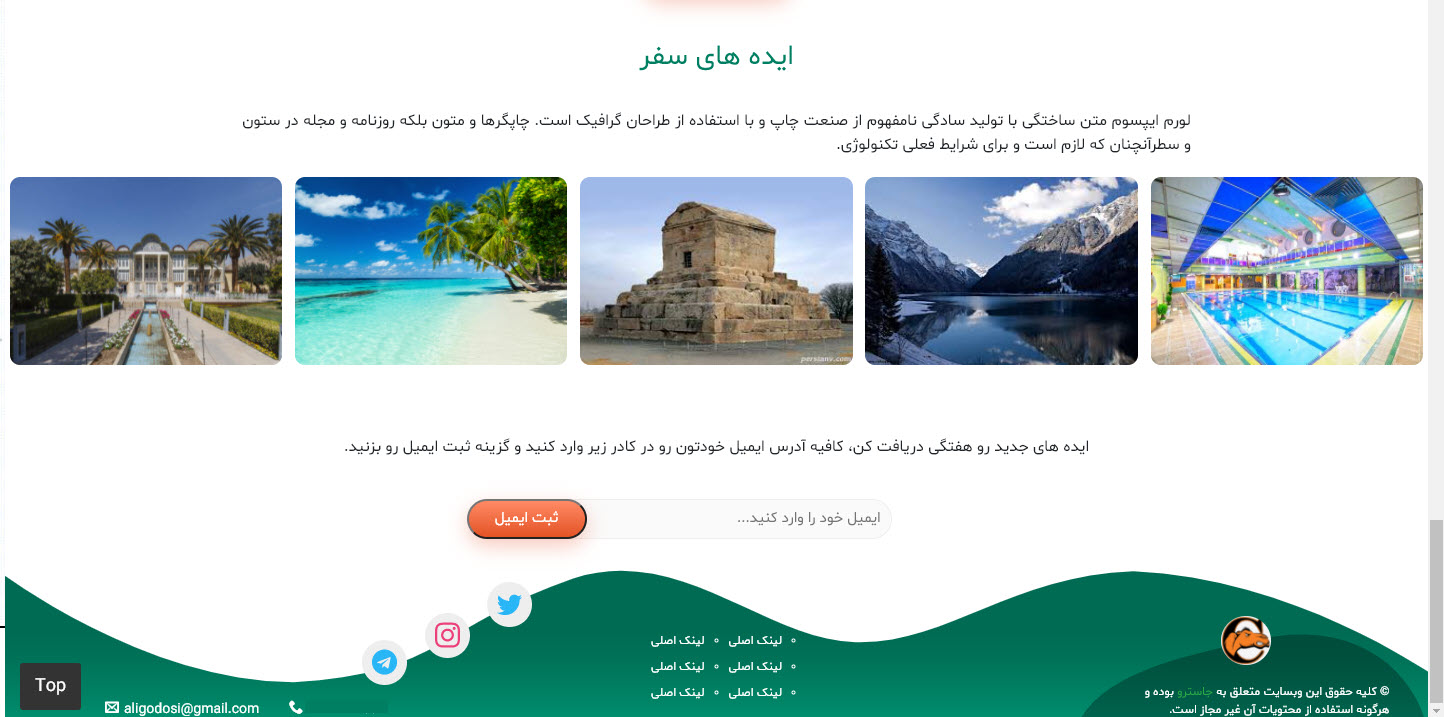 ایده های سفر
لورم ایپسوم متن ساختگی با تولید سادگی نامفهوم از صنعت چاپ و با استفاده از طراحان گرافیک است. چاپگرها و متون بلکه روزنامه و مجله در ستون
و سطرآنچنان که لازم است و برای شرایط فعلی تکنولوژی.
persianv.com
ایده های جدید رو هفتگی دریافت کن، کافیه آدرس ایمیل خودتون رو در کادر زیر وارد کنید و گزینه ثبت ایمیل رو بزنید.
ایمیل خود را وارد کنید...
ثبت ایمیل
لینک اصلی لینک اصلی
لینک اصلی لینک اصلی
لینک اصلی لینک اصلی
© کلیه حقوق این وبسایت متعلق به جاسترو بوده و
هرگونه استفاده از محتویات آن غیر مجاز است.
aligodosi@gmail.com
Top